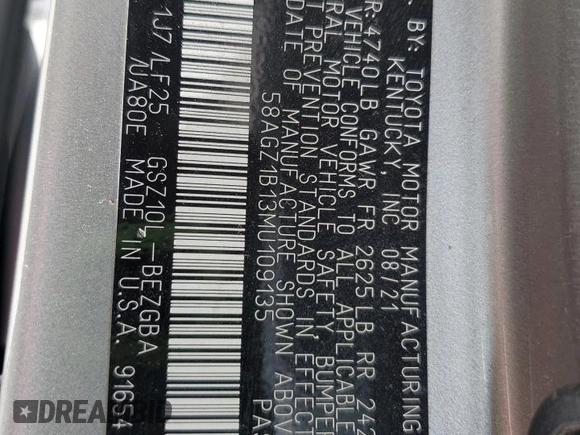 BY: TOYOTA MOTOR MANUFACTURING
KENTUCKY, INC 08/21
4740LB GAWR FR 2625 LB RR
VEHICLE CONFORMS TO ALL APPLICABLE
MOTOR VEHICLE SAFETY, BUMPER
PREVENTION STANDARDS IN EFFECT
DATE OF MANUFACTURE SHOWN ABOV
58AGZ1B13MU109135
PAS
1J7/LF25 GSZ10L-BEZGBA
/UA80E MADE IN U.S.A.
DREAMBID